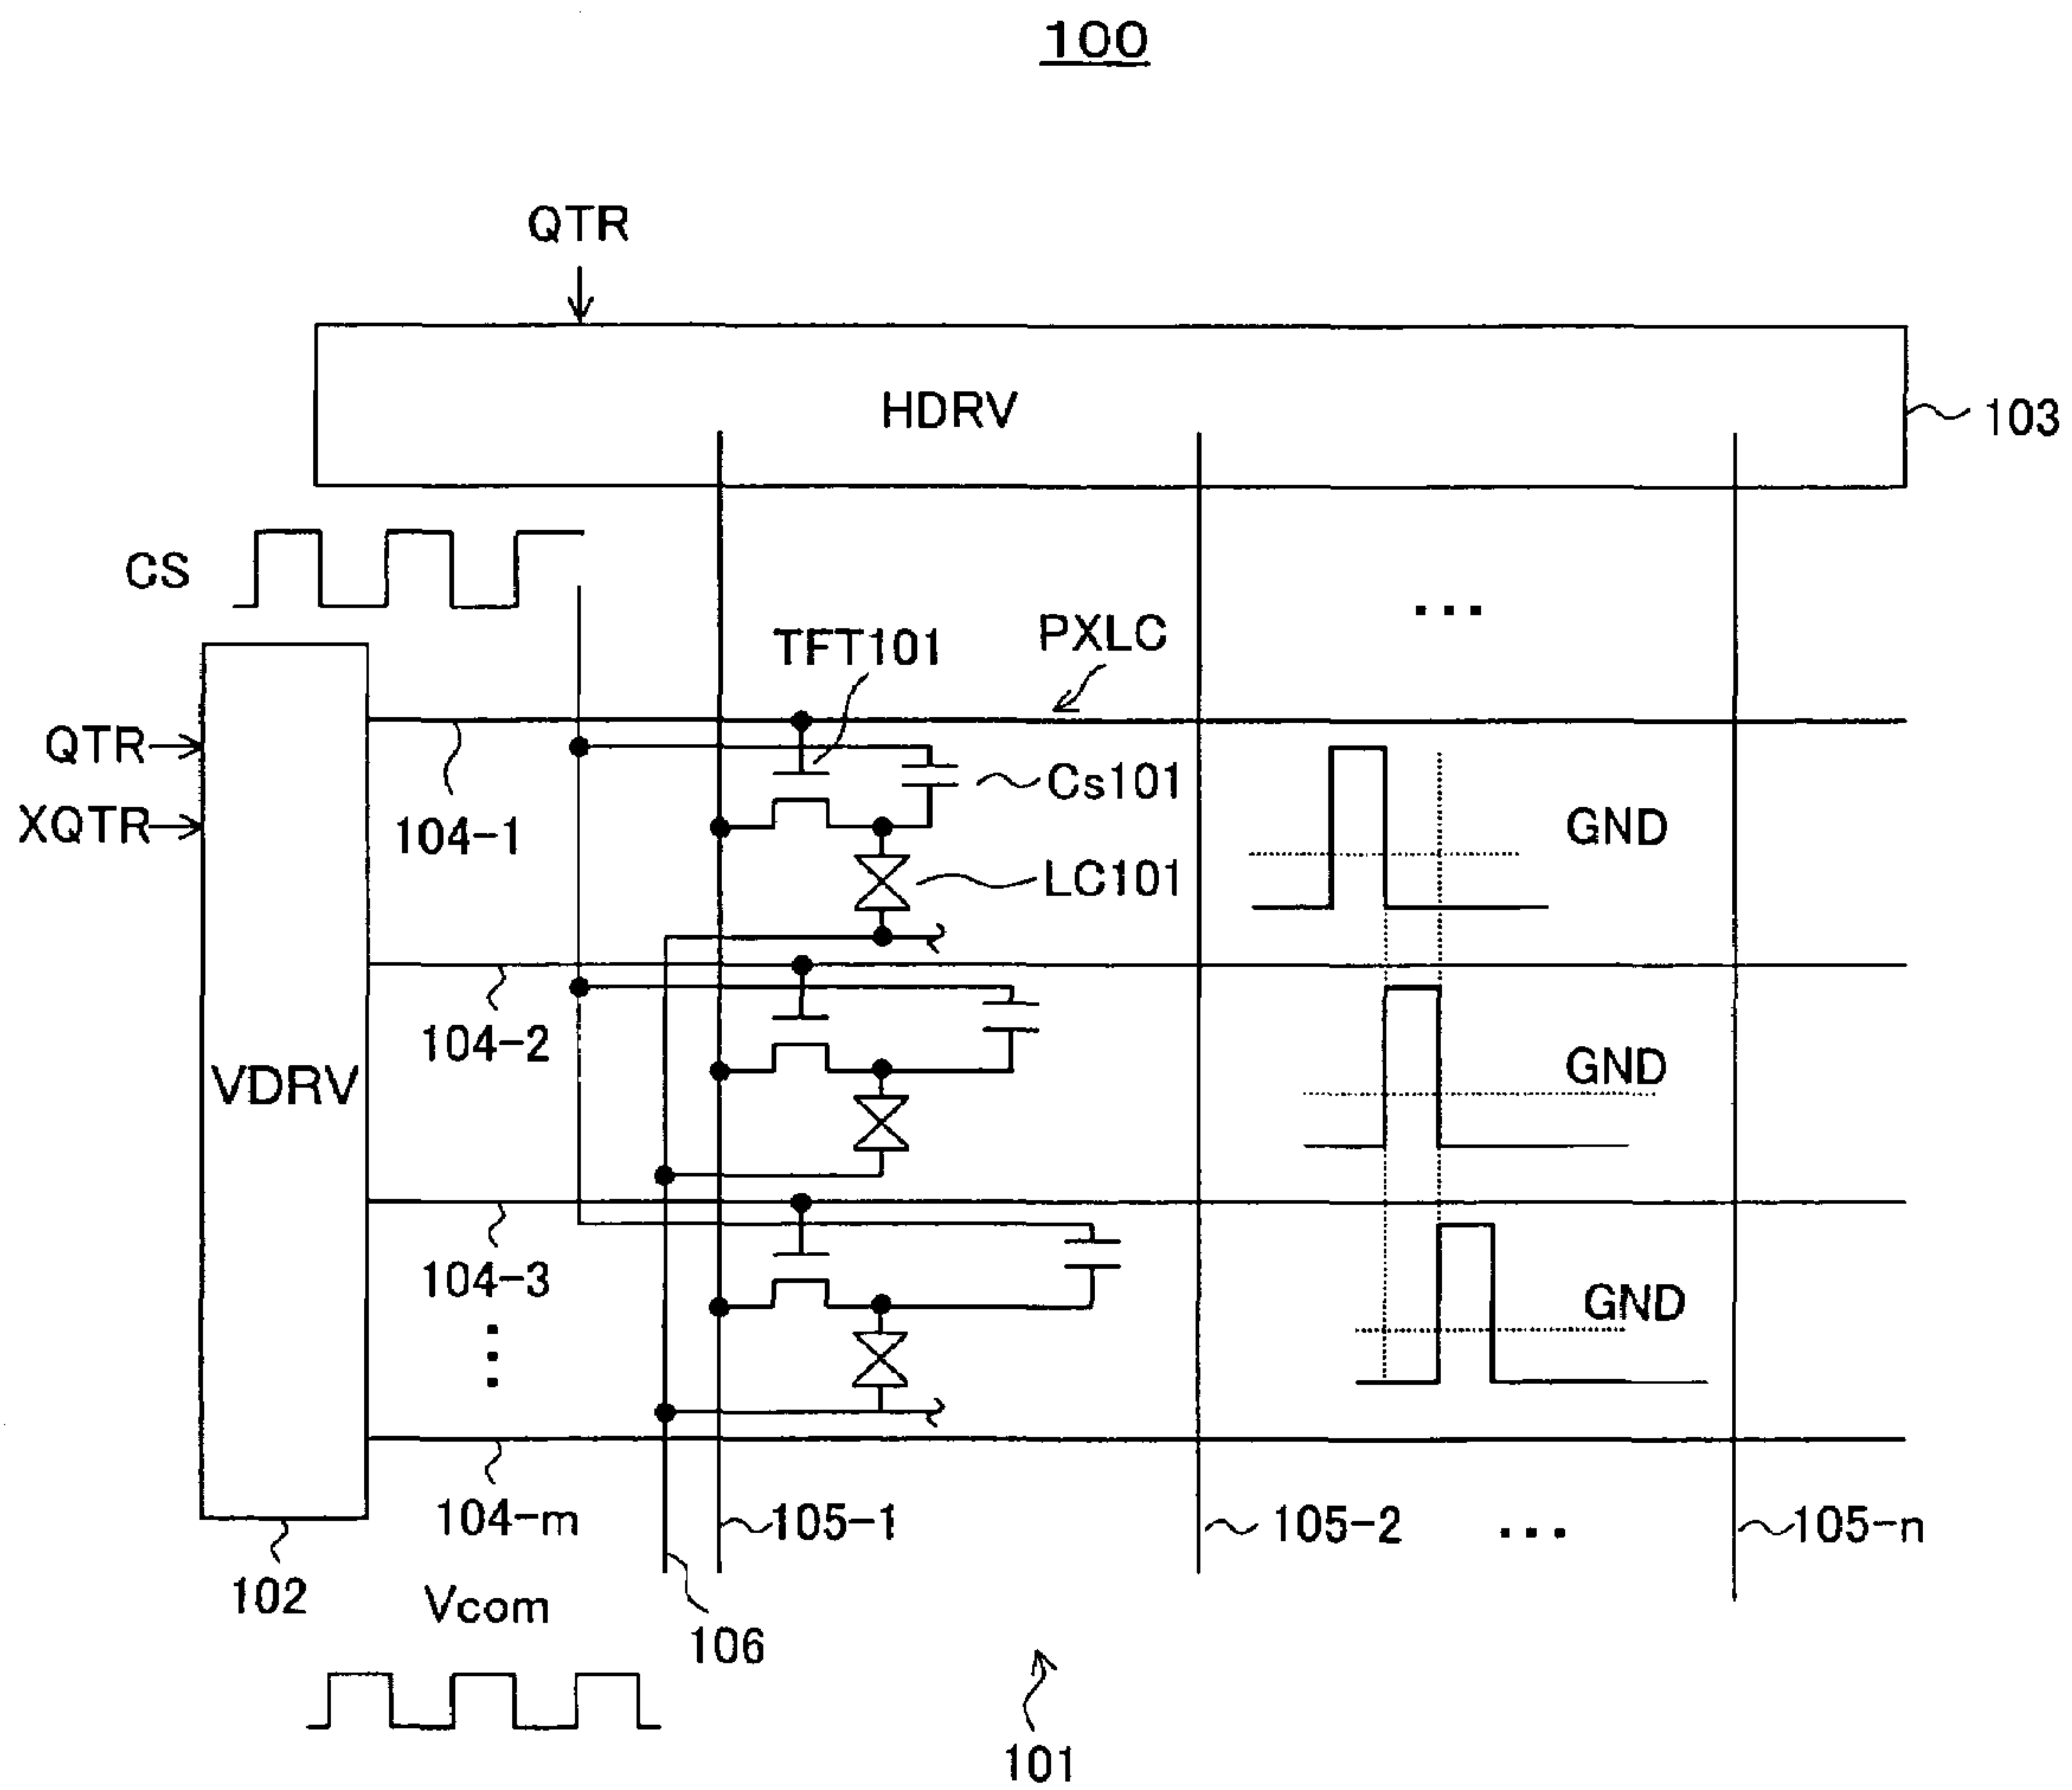 100
QTR
HDRV
103
CS
TFT101
PXLC
...
QTR
XQTR
104-1
Cs101
GND
LC101
104-2
VDRV
GND
104-3
GND
104-m
105-1
105-2
...
105-n
102
Vcom
106
101